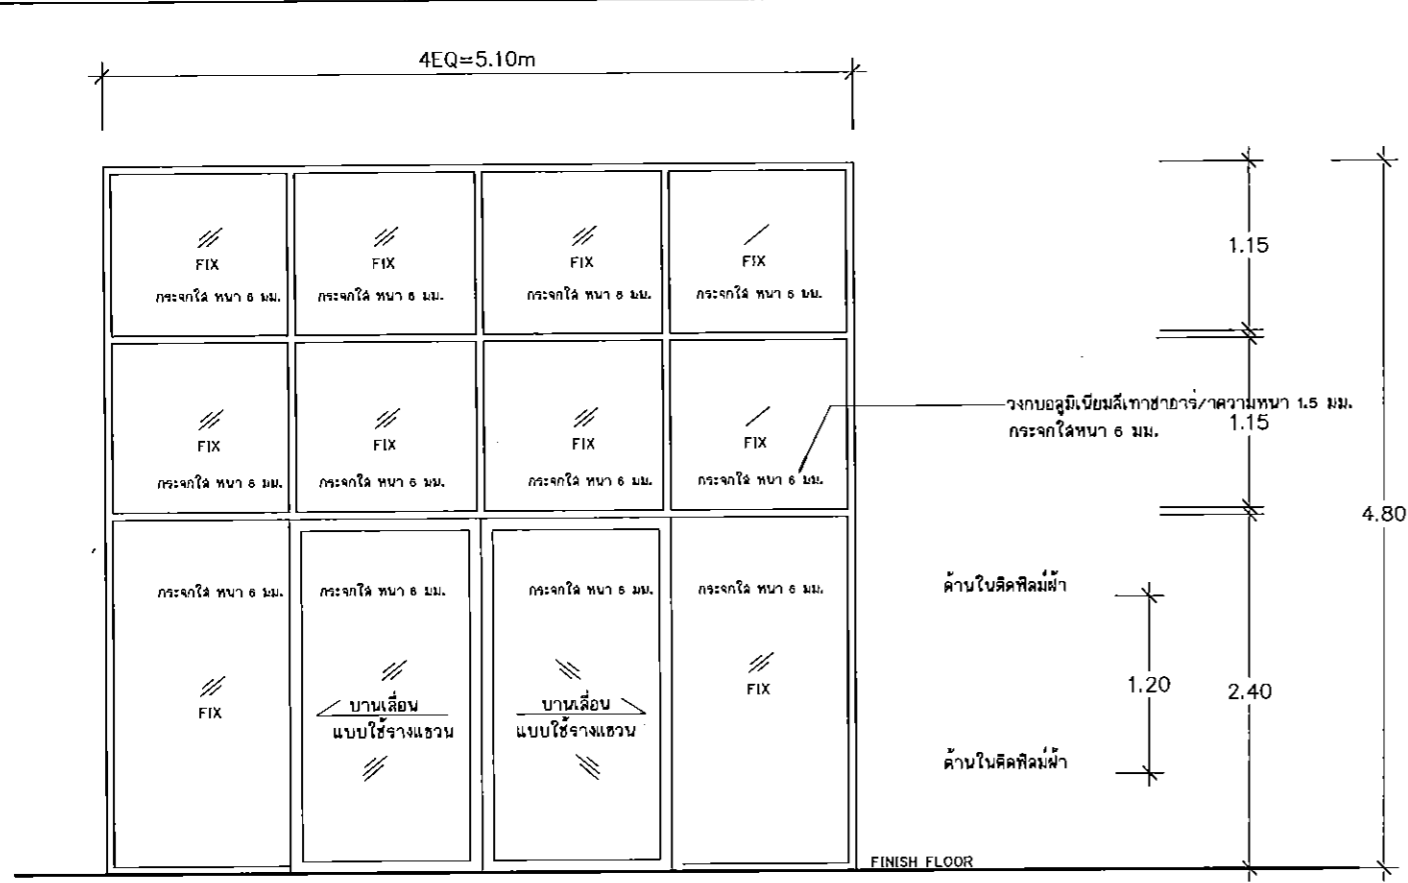 4EQ=5.10m
FIX
กระจกใส หนา 6 มม.
FIX
กระจกใส หนา 6 มม.
FIX
กระจกใส หนา 6 มม.
FIX
กระจกใส หนา 6 มม.
1.15
FIX
กระจกใส หนา 6 มม.
FIX
กระจกใส หนา 6 มม.
FIX
กระจกใส หนา 6 มม.
FIX
กระจกใส หนา 6 มม.
วงกบอลูมิเนียมสีเทาซาฮาร่/าความหนา 1.5 มม.
กระจกใสหนา 6 มม.
1.15
4.80
กระจกใส หนา 6 มม.
FIX
กระจกใส หนา 6 มม.
บานเลื่อน
แบบใช้รางแขวน
กระจกใส หนา 6 มม.
บานเลื่อน
แบบใช้รางแขวน
กระจกใส หนา 6 มม.
FIX
ด้านในติดฟิล์มฝ้า
1.20
2.40
ด้านในติดฟิล์มฝ้า
FINISH FLOOR